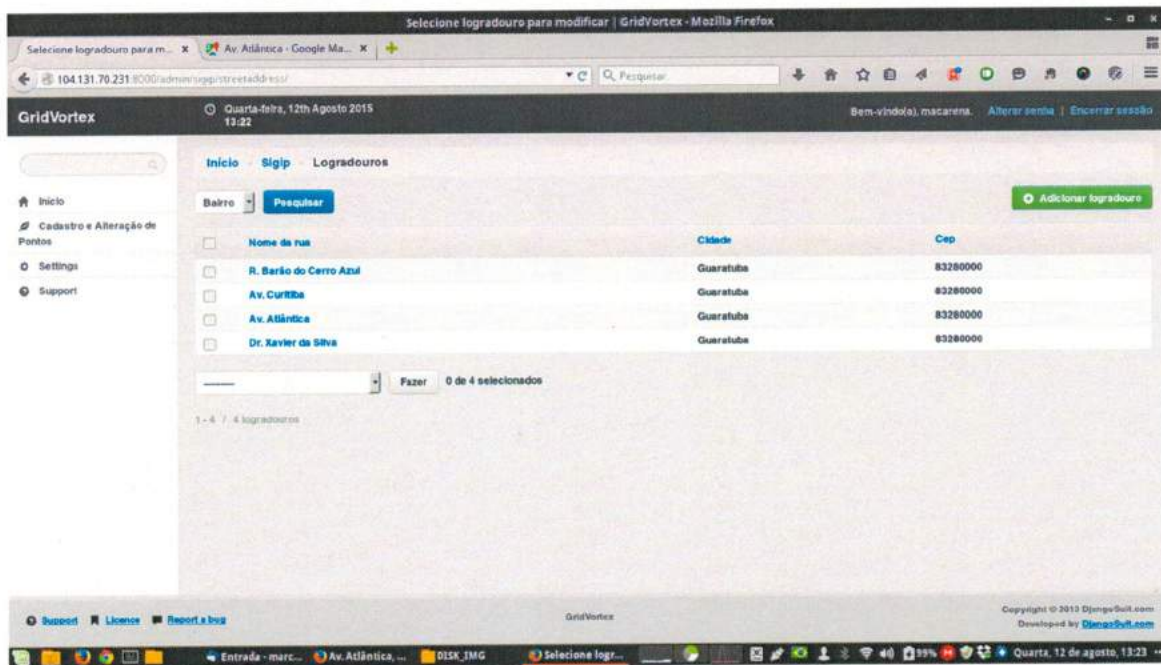 Selecione logradouro para modificar | GridVortex - Mozilla Firefox
Selecione logradouro para m... x Av. Atlântica - Google Ma... x
104.131.70.231:8000/admin/sigip/streetaddress/
Pesquisar
GridVortex
Quarta-feira, 12th Agosto 2015
13:22
Bem-vindo(a), macarena. Alterar senha | Encerrar sessão
Início
Cadastro e Alteração de
Pontos
Settings
Support
Início Sigip Logradouros
Bairro Pesquisar
Adicionar logradouro
Nome da rua Cidade Cep
R. Barão do Cerro Azul Guaratuba 83280000
Av. Curitiba Guaratuba 83280000
Av. Atlântica Guaratuba 83280000
Dr. Xavier da Silva Guaratuba 83280000
--------- Fazer 0 de 4 selecionados
1 - 4 / 4 logradouros
Support Licence Report a bug
GridVortex
Copyright © 2013 DjangoSuit.com
Developed by DjangoSuit.com
Entrada - marc... Av. Atlântica, ... DISK_IMG Selecione logr... 99% Quarta, 12 de agosto, 13:23